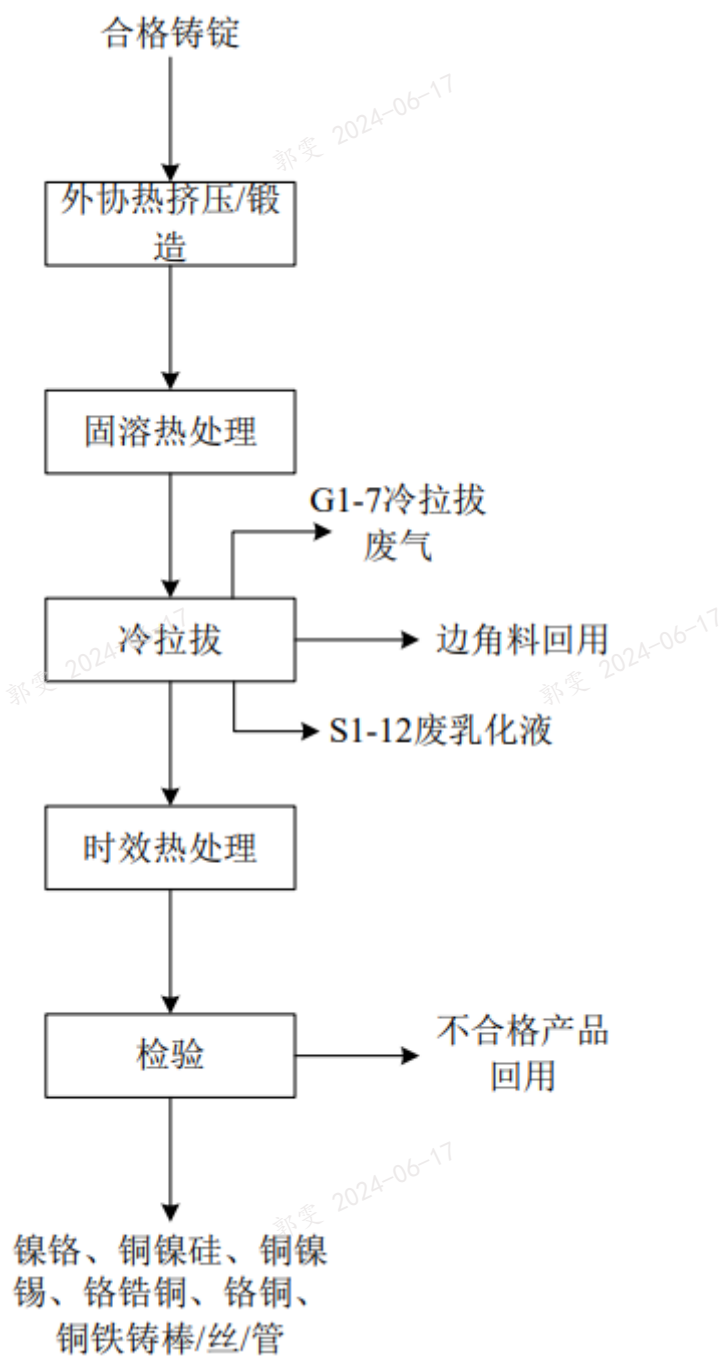 合格铸锭
郭雯 2024-06-17
外协热挤压/锻
造
固溶热处理
G1-7冷拉拔
废气
冷拉拔
边角料回用
郭雯 2024-06-17
郭雯 2024-06-17
S1-12废乳化液
时效热处理
检验
不合格产品
回用
郭雯 2024-06-17
镍铬、铜镍硅、铜镍
锡、铬锆铜、铬铜、
铜铁铸棒/丝/管